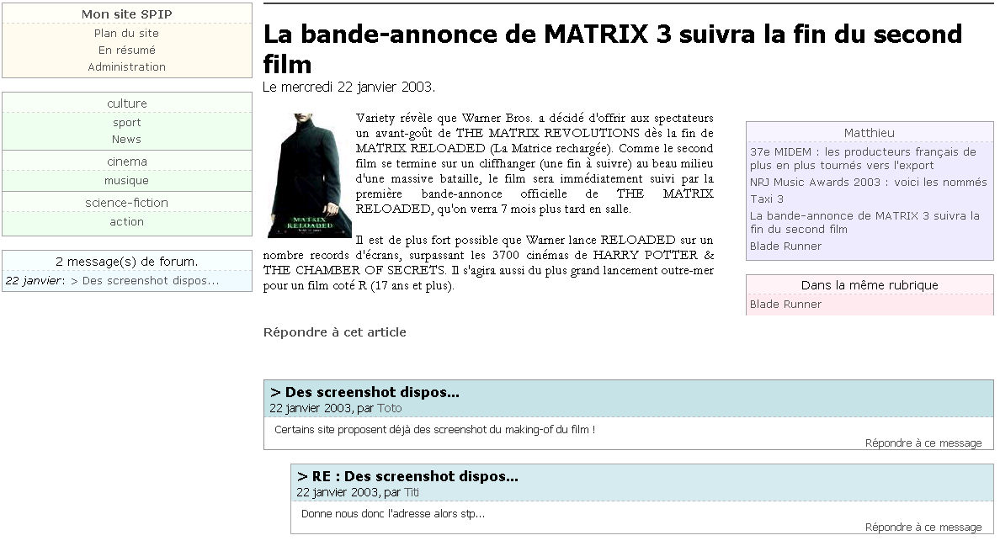 Mon site SPIP
Plan du site
En résumé
Administration
culture
sport
News
cinema
musique
science-fiction
action
2 message(s) de forum.
22 janvier: > Des screenshot dispos...
La bande-annonce de MATRIX 3 suivra la fin du second
film
Le mercredi 22 janvier 2003.
MATRIX
RELOADED
Variety révèle que Warner Bros. a décidé d'offrir aux spectateurs
un avant-goût de THE MATRIX REVOLUTIONS dès la fin de
MATRIX RELOADED (La Matrice rechargée). Comme le second
film se termine sur un cliffhanger (une fin à suivre) au beau milieu
d'une massive bataille, le film sera immédiatement suivi par la
première bande-annonce officielle de THE MATRIX
RELOADED, qu'on verra 7 mois plus tard en salle.
Il est de plus fort possible que Warner lance RELOADED sur un
nombre records d'écrans, surpassant les 3700 cinémas de HARRY POTTER &
THE CHAMBER OF SECRETS. Il s'agira aussi du plus grand lancement outre-mer
pour un film coté R (17 ans et plus).
Répondre à cet article
Matthieu
37e MIDEM : les producteurs français de
plus en plus tournés vers l'export
NRJ Music Awards 2003 : voici les nommés
Taxi 3
La bande-annonce de MATRIX 3 suivra la
fin du second film
Blade Runner
Dans la même rubrique
Blade Runner
> Des screenshot dispos...
22 janvier 2003, par Toto
Certains site proposent déjà des screenshot du making-of du film !
Répondre à ce message
> RE : Des screenshot dispos...
22 janvier 2003, par Titi
Donne nous donc l'adresse alors stp...
Répondre à ce message